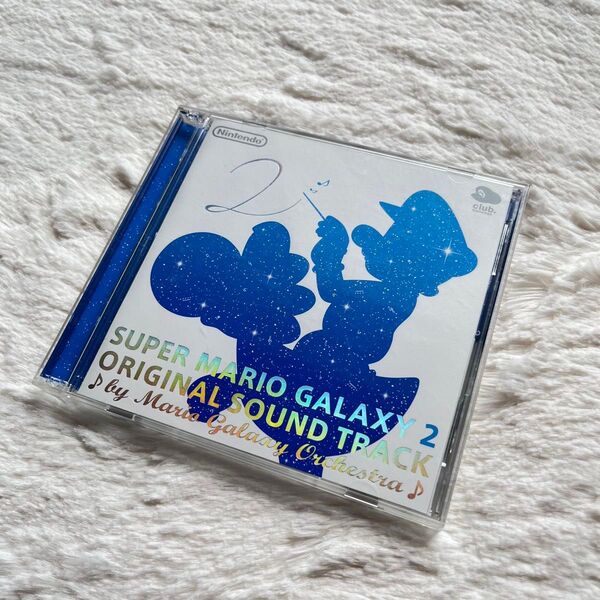 Nintendo
2
club.
SUPER MARIO GALAXY 2
ORIGINAL SOUND TRACK
♪ by Mario Galaxy Orchestra ♪